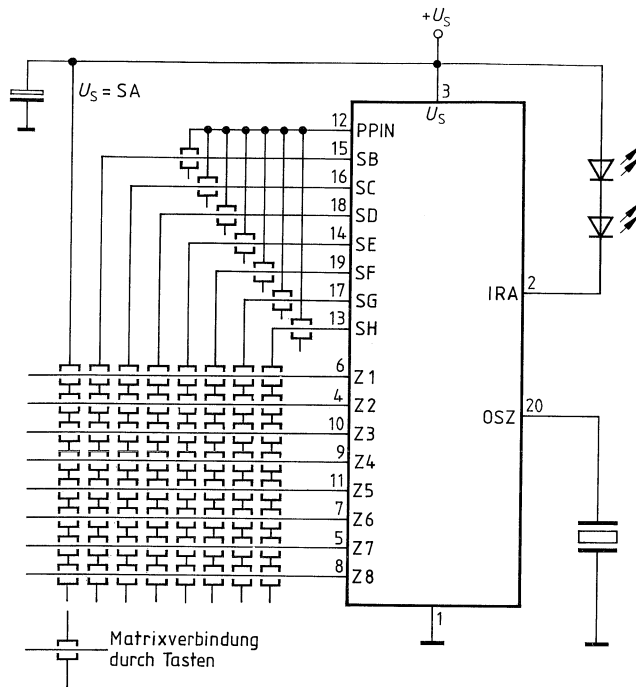 +U_S
U_S = SA
3
U_S
12 PPIN
15 SB
16 SC
18 SD
14 SE
19 SF
17 SG
13 SH
2 IRA
6 Z1
4 Z2
10 Z3
9 Z4
11 Z5
7 Z6
5 Z7
8 Z8
20 OSZ
1
Matrixverbindung
durch Tasten